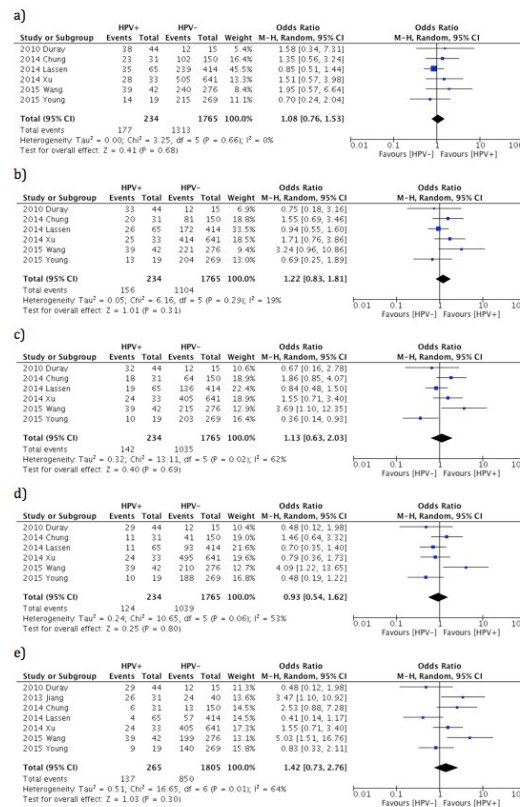 a)
HPV+ HPV- Odds Ratio Odds Ratio
Study or Subgroup Events Total Events Total Weight M-H, Random, 95% CI M-H, Random, 95% CI
2010 Duray 38 44 12 15 5.4% 1.58 [0.34, 7.31]
2014 Chung 23 31 102 150 16.6% 1.35 [0.56, 3.24]
2014 Lassen 35 65 239 414 45.5% 0.85 [0.51, 1.44]
2014 Xu 28 33 505 641 13.2% 1.51 [0.57, 3.98]
2015 Wang 39 42 240 276 8.2% 1.95 [0.57, 6.64]
2015 Young 14 19 215 269 11.1% 0.70 [0.24, 2.04]
Total (95% CI) 234 1765 100.0% 1.08 [0.76, 1.53]
Total events 177 1313
Heterogeneity: Tau² = 0.00; Chi² = 3.25, df = 5 (P = 0.66); I² = 0%
Test for overall effect: Z = 0.41 (P = 0.68)
0.01 0.1 1 10 100
Favours [HPV-] Favours [HPV+]
b)
HPV+ HPV- Odds Ratio Odds Ratio
Study or Subgroup Events Total Events Total Weight M-H, Random, 95% CI M-H, Random, 95% CI
2010 Duray 33 44 12 15 6.9% 0.75 [0.18, 3.16]
2014 Chung 20 31 81 150 18.8% 1.55 [0.69, 3.46]
2014 Lassen 26 65 172 414 33.5% 0.94 [0.55, 1.60]
2014 Xu 25 33 414 641 18.2% 1.71 [0.76, 3.86]
2015 Wang 39 42 221 276 9.2% 3.24 [0.96, 10.86]
2015 Young 13 19 204 269 13.3% 0.69 [0.25, 1.89]
Total (95% CI) 234 1765 100.0% 1.22 [0.83, 1.81]
Total events 156 1104
Heterogeneity: Tau² = 0.05; Chi² = 6.16, df = 5 (P = 0.29); I² = 19%
Test for overall effect: Z = 1.01 (P = 0.31)
0.01 0.1 1 10 100
Favours [HPV-] Favours [HPV+]
c)
HPV+ HPV- Odds Ratio Odds Ratio
Study or Subgroup Events Total Events Total Weight M-H, Random, 95% CI M-H, Random, 95% CI
2010 Duray 32 44 12 15 10.6% 0.67 [0.16, 2.78]
2014 Chung 18 31 64 150 18.9% 1.86 [0.85, 4.07]
2014 Lassen 19 65 136 414 22.8% 0.84 [0.48, 1.50]
2014 Xu 24 33 405 641 18.8% 1.55 [0.71, 3.40]
2015 Wang 39 42 215 276 12.9% 3.69 [1.10, 12.35]
2015 Young 10 19 203 269 16.0% 0.36 [0.14, 0.93]
Total (95% CI) 234 1765 100.0% 1.13 [0.63, 2.03]
Total events 142 1035
Heterogeneity: Tau² = 0.32; Chi² = 13.11, df = 5 (P = 0.02); I² = 62%
Test for overall effect: Z = 0.40 (P = 0.69)
0.01 0.1 1 10 100
Favours [HPV-] Favours [HPV+]
d)
HPV+ HPV- Odds Ratio Odds Ratio
Study or Subgroup Events Total Events Total Weight M-H, Random, 95% CI M-H, Random, 95% CI
2010 Duray 29 44 12 15 10.4% 0.48 [0.12, 1.98]
2014 Chung 11 31 41 150 19.9% 1.46 [0.64, 3.32]
2014 Lassen 11 65 93 414 22.8% 0.70 [0.35, 1.40]
2014 Xu 24 33 495 641 20.5% 0.79 [0.36, 1.73]
2015 Wang 39 42 210 276 12.7% 4.09 [1.22, 13.65]
2015 Young 10 19 188 269 17.2% 0.48 [0.19, 1.22]
Total (95% CI) 234 1765 100.0% 0.93 [0.54, 1.62]
Total events 124 1039
Heterogeneity: Tau² = 0.24; Chi² = 10.65, df = 5 (P = 0.06); I² = 53%
Test for overall effect: Z = 0.25 (P = 0.80)
0.01 0.1 1 10 100
Favours [HPV-] Favours [HPV+]
e)
HPV+ HPV- Odds Ratio Odds Ratio
Study or Subgroup Events Total Events Total Weight M-H, Random, 95% CI M-H, Random, 95% CI
2010 Duray 29 44 12 15 11.3% 0.48 [0.12, 1.98]
2013 Jiang 26 31 24 40 13.6% 3.47 [1.10, 10.92]
2014 Chung 6 31 13 150 14.5% 2.53 [0.88, 7.28]
2014 Lassen 4 65 57 414 14.6% 0.41 [0.14, 1.17]
2014 Xu 24 33 405 641 17.5% 1.55 [0.71, 3.40]
2015 Wang 39 42 199 276 13.0% 5.03 [1.51, 16.76]
2015 Young 9 19 140 269 15.5% 0.83 [0.33, 2.11]
Total (95% CI) 265 1805 100.0% 1.42 [0.73, 2.76]
Total events 137 850
Heterogeneity: Tau² = 0.51; Chi² = 16.65, df = 6 (P = 0.01); I² = 64%
Test for overall effect: Z = 1.03 (P = 0.30)
0.01 0.1 1 10 100
Favours [HPV-] Favours [HPV+]